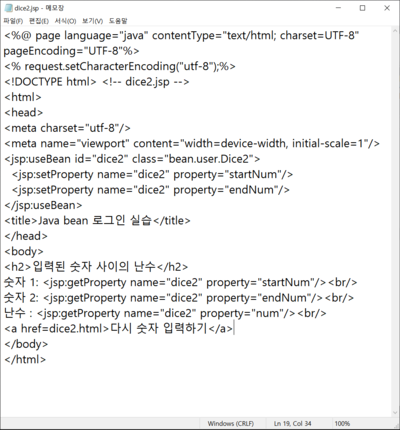 dice2.jsp - 메모장
파일(F) 편집(E) 서식(O) 보기(V) 도움말
<%@ page language="java" contentType="text/html; charset=UTF-8"
pageEncoding="UTF-8"%>
<% request.setCharacterEncoding("utf-8");%>
<!DOCTYPE html> <!-- dice2.jsp -->
<html>
<head>
<meta charset="utf-8"/>
<meta name="viewport" content="width=device-width, initial-scale=1"/>
<jsp:useBean id="dice2" class="bean.user.Dice2">
  <jsp:setProperty name="dice2" property="startNum"/>
  <jsp:setProperty name="dice2" property="endNum"/>
</jsp:useBean>
<title>Java bean 로그인 실습</title>
</head>
<body>
<h2>입력된 숫자 사이의 난수</h2>
숫자 1: <jsp:getProperty name="dice2" property="startNum"/><br/>
숫자 2: <jsp:getProperty name="dice2" property="endNum"/><br/>
난수 : <jsp:getProperty name="dice2" property="num"/><br/>
<a href=dice2.html>다시 숫자 입력하기</a>
</body>
</html>
Windows (CRLF) Ln 19, Col 34 100%